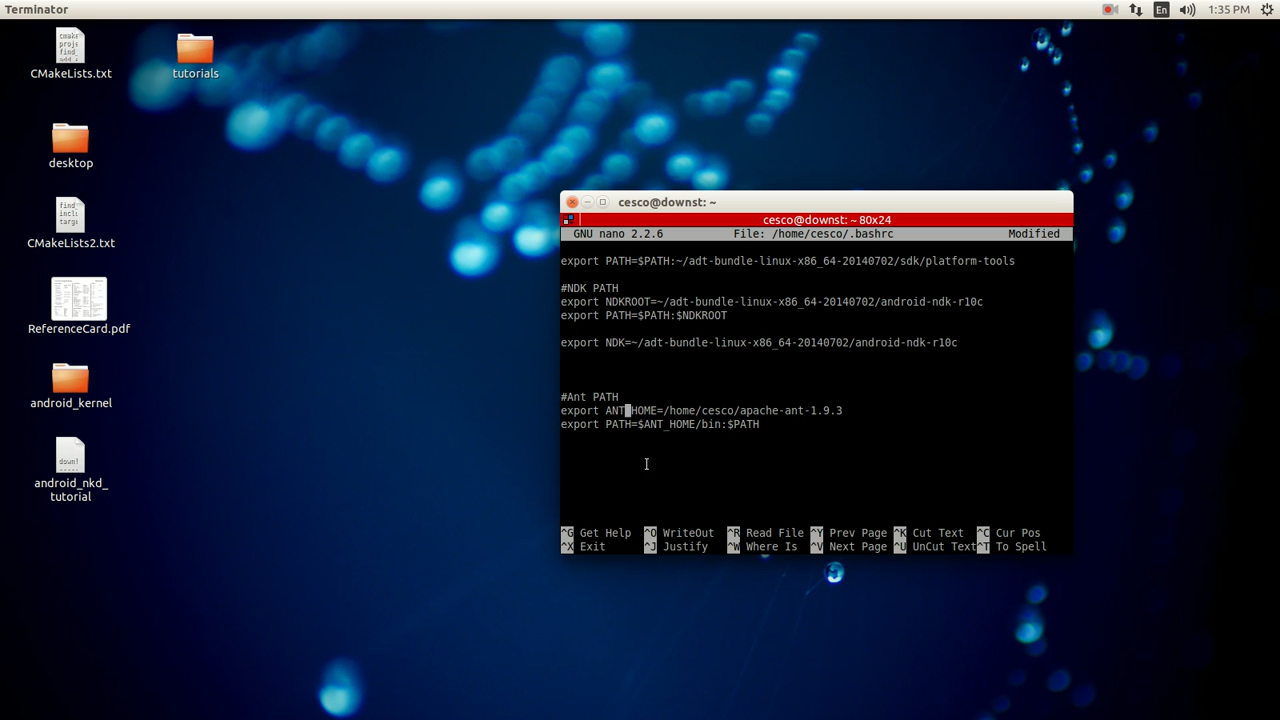 Terminator
En
1:35 PM
CMakeLists.txt
tutorials
desktop
CMakeLists2.txt
ReferenceCard.pdf
android_kernel
android_nkd_
tutorial
cesco@downst: ~
cesco@downst: ~ 80x24
GNU nano 2.2.6 File: /home/cesco/.bashrc Modified
export PATH=$PATH:~/adt-bundle-linux-x86_64-20140702/sdk/platform-tools
#NDK PATH
export NDKROOT=~/adt-bundle-linux-x86_64-20140702/android-ndk-r10c
export PATH=$PATH:$NDKROOT
export NDK=~/adt-bundle-linux-x86_64-20140702/android-ndk-r10c
#Ant PATH
export ANT_HOME=/home/cesco/apache-ant-1.9.3
export PATH=$ANT_HOME/bin:$PATH
^G Get Help ^O WriteOut ^R Read File ^Y Prev Page ^K Cut Text ^C Cur Pos
^X Exit ^J Justify ^W Where Is ^V Next Page ^U UnCut Text ^T To Spell